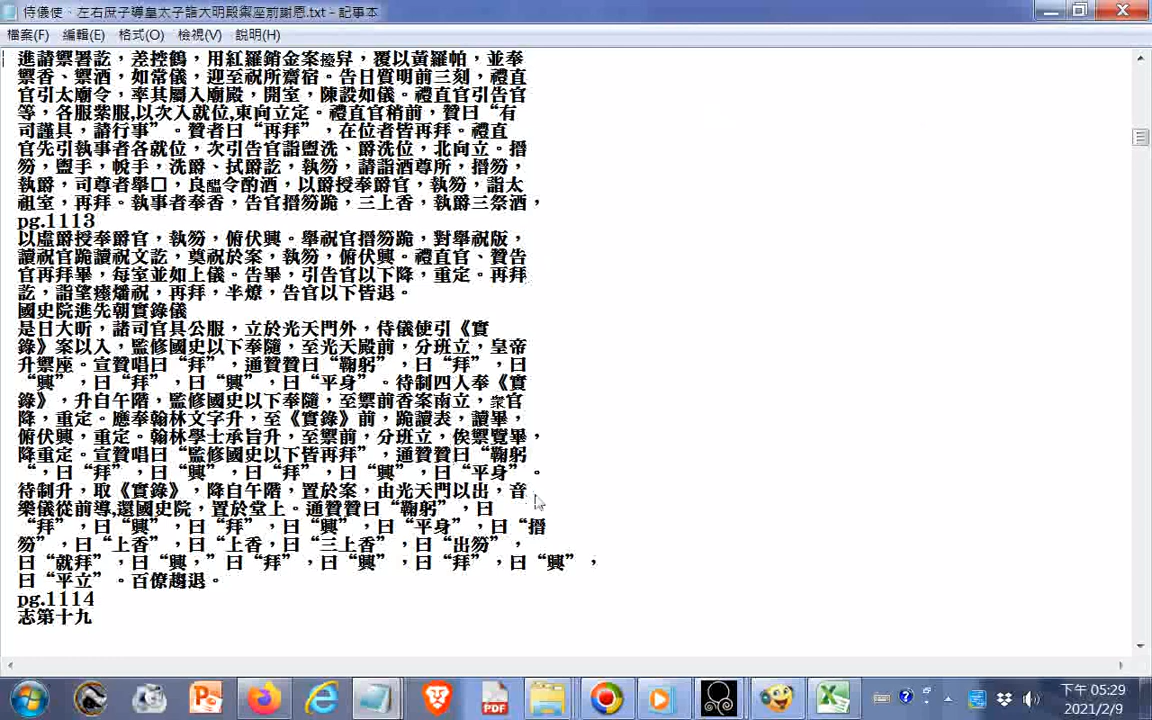 侍儀使、左右庶子導皇太子詣大明殿禦座前謝恩.txt - 記事本
檔案(F) 編輯(E) 格式(O) 檢視(V) 說明(H)
進請禦署訖，差控鶴，用紅羅銷金案擡舁，覆以黃羅帕，並奉
禦香、禦酒，如常儀，迎至祝所齋宿。告日質明前三刻，禮直
官引太廟令，率其屬入廟殿，開室，陳設如儀。禮直官引告官
等，各服紫服,以次入就位,東向立定。禮直官稍前，贊曰“有
司謹具，請行事”。贊者曰“再拜”，在位者皆再拜。禮直
官先引執事者各就位，次引告官詣盥洗、爵洗位，北向立。搢
笏，盥手，帨手，洗爵、拭爵訖，執笏，請詣酒尊所，搢笏，
執爵，司尊者舉口，良醞令酌酒，以爵授奉爵官，執笏，詣太
祖室，再拜。執事者奉香，告官搢笏跪，三上香，執爵三祭酒，
pg.1113
以虛爵授奉爵官，執笏，俯伏興。舉祝官搢笏跪，對舉祝版，
讀祝官跪讀祝文訖，奠祝於案，執笏，俯伏興。禮直官、贊告
官再拜畢，每室並如上儀。告畢，引告官以下降，重定。再拜
訖，詣望瘞燔祝，再拜，半燎，告官以下皆退。
國史院進先朝實錄儀
是日大昕，諸司官具公服，立於光天門外，侍儀使引《實
錄》案以入，監修國史以下奉隨，至光天殿前，分班立，皇帝
升禦座。宣贊唱曰“拜”，通贊贊曰“鞠躬”，曰“拜”，曰
“興”，曰“拜”，曰“興”，曰“平身”。待制四人奉《實
錄》，升自午階，監修國史以下奉隨，至禦前香案兩立，衆官
降，重定。應奉翰林文字升，至《實錄》前，跪讀表，讀畢，
俯伏興，重定。翰林學士承旨升，至禦前，分班立，俟禦覽畢，
降重定。宣贊唱曰“監修國史以下皆再拜”，通贊贊曰“鞠躬
“，曰“拜”，曰“興”，曰“拜”，曰“興”，曰“平身”。
待制升，取《實錄》，降自午階，置於案，由光天門以出，音
樂儀從前導,還國史院，置於堂上。通贊贊曰“鞠躬”，曰
“拜”，曰“興”，曰“拜”，曰“興”，曰“平身”，曰“搢
笏”，曰“上香”，曰“上香，曰“三上香”，曰“出笏”，
曰“就拜”，曰“興，”曰“拜”，曰“興”，曰“拜”，曰“興”，
曰“平立”。百僚趨退。
pg.1114
志第十九
下午 05:29
2021/2/9